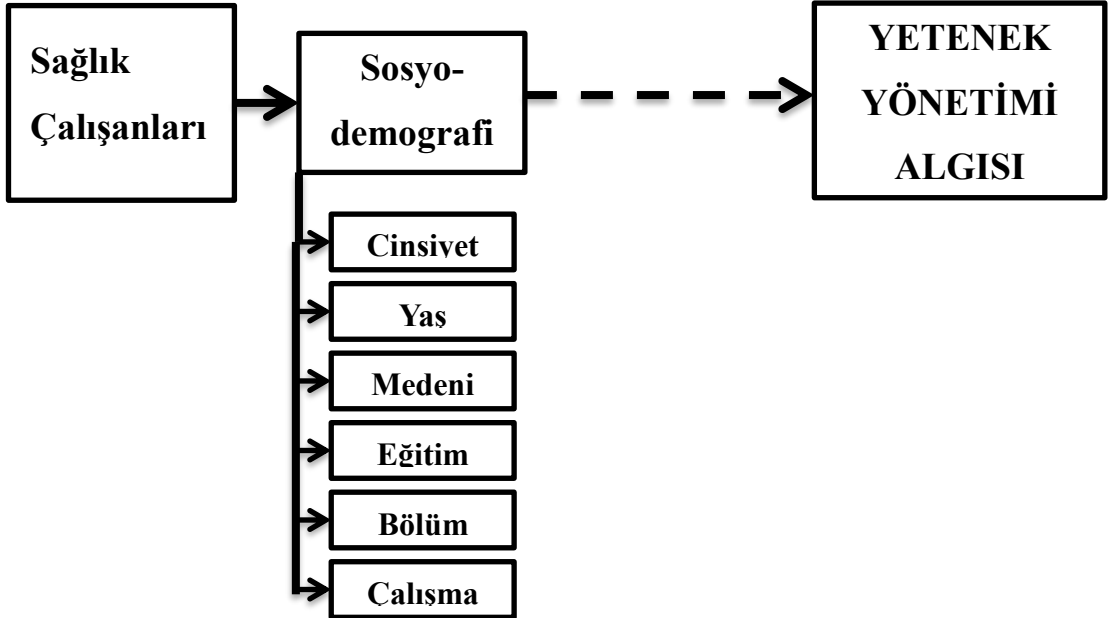 Sağlık
Çalışanları
Sosyo-
demografi
YETENEK
YÖNETİMİ
ALGISI
Cinsiyet
Yaş
Medeni
Eğitim
Bölüm
Çalışma